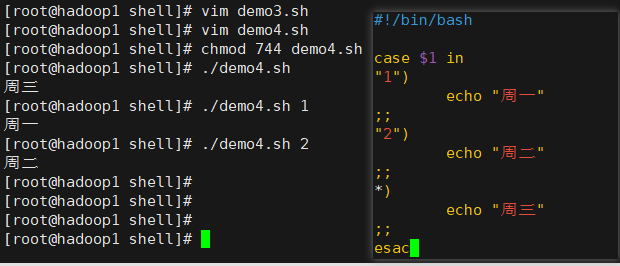 [root@hadoop1 shell]# vim demo3.sh
[root@hadoop1 shell]# vim demo4.sh
[root@hadoop1 shell]# chmod 744 demo4.sh
[root@hadoop1 shell]# ./demo4.sh
周三
[root@hadoop1 shell]# ./demo4.sh 1
周一
[root@hadoop1 shell]# ./demo4.sh 2
周二
[root@hadoop1 shell]#
[root@hadoop1 shell]#
[root@hadoop1 shell]#
[root@hadoop1 shell]#
#!/bin/bash
case $1 in
"1")
echo "周一"
;;
"2")
echo "周二"
;;
*)
echo "周三"
;;
esac